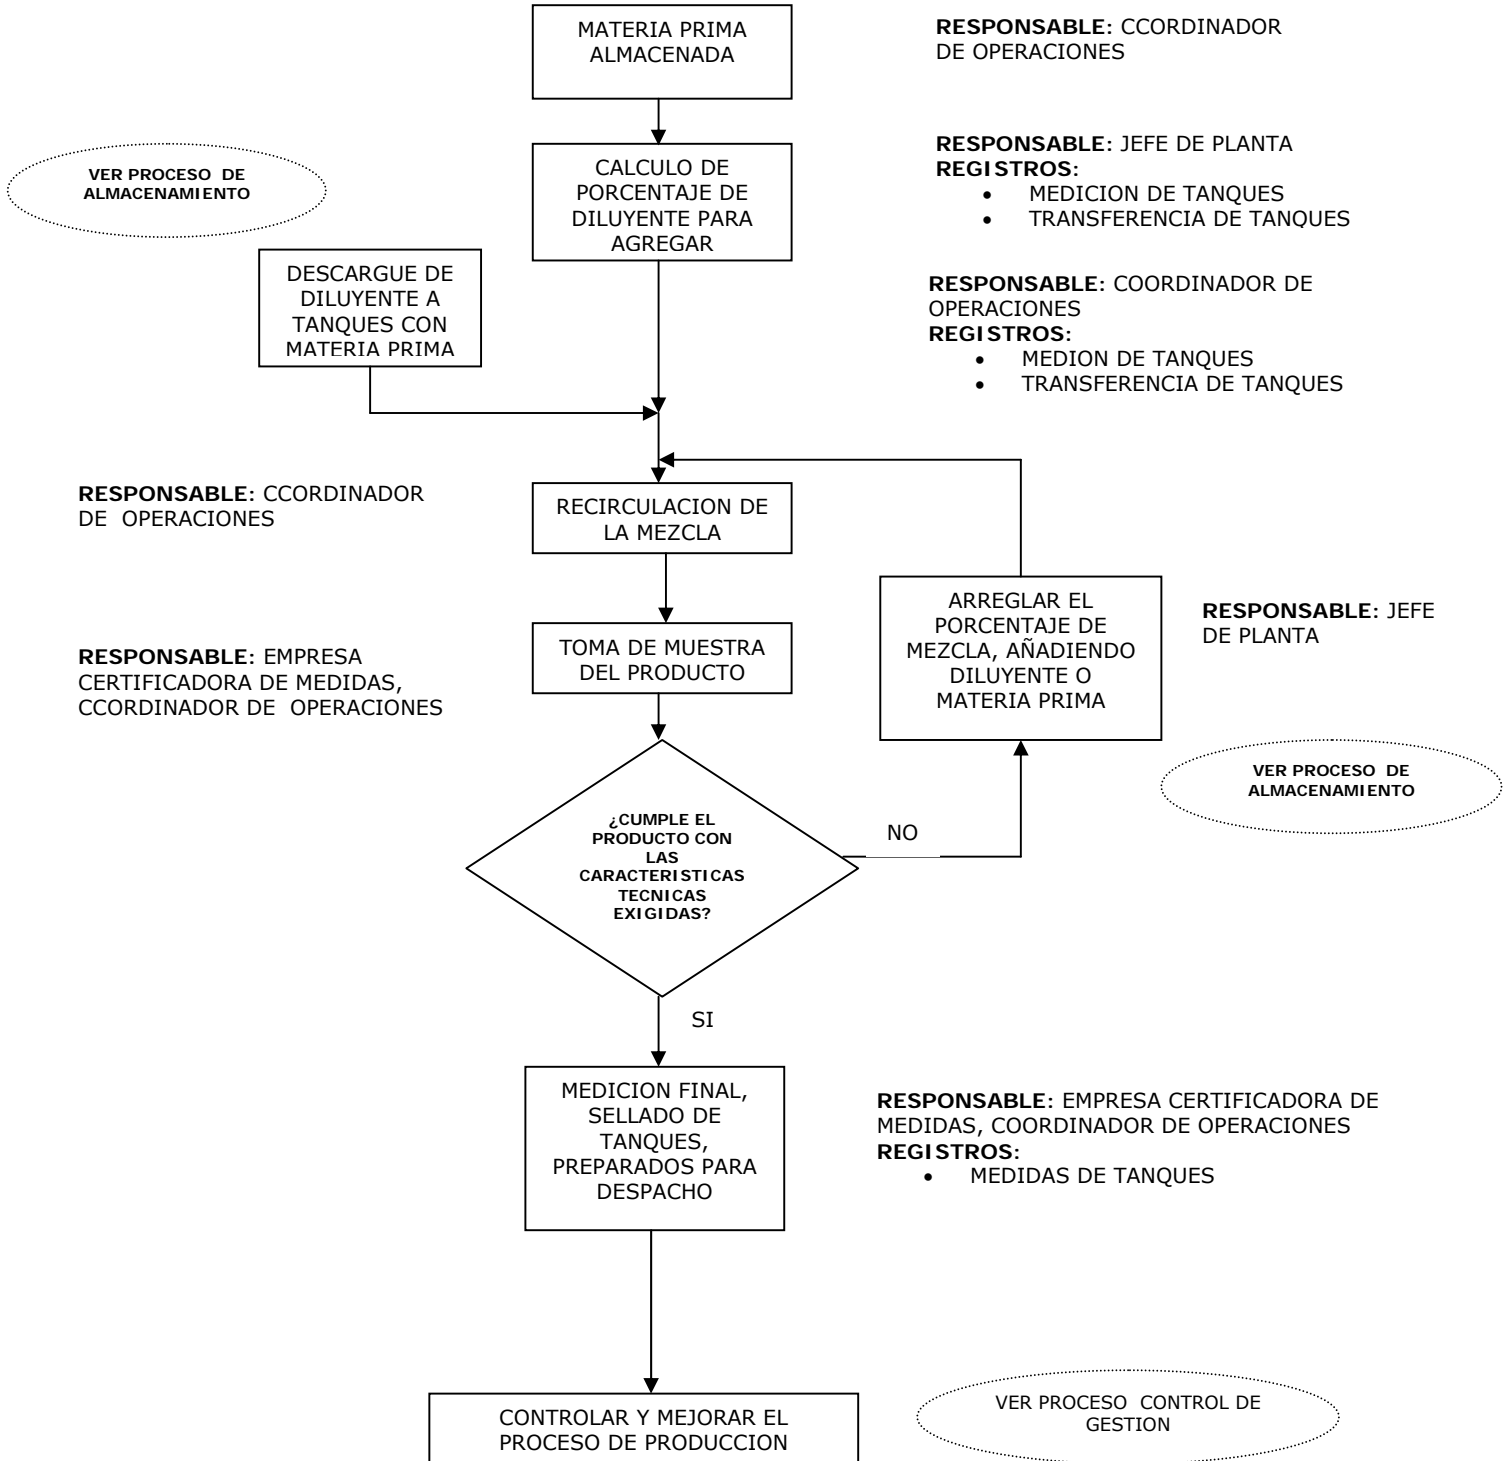 MATERIA PRIMA
ALMACENADA
RESPONSABLE: CCORDINADOR
DE OPERACIONES
VER PROCESO DE
ALMACENAMIENTO
CALCULO DE
PORCENTAJE DE
DILUYENTE PARA
AGREGAR
RESPONSABLE: JEFE DE PLANTA
REGISTROS:
• MEDICION DE TANQUES
• TRANSFERENCIA DE TANQUES
DESCARGUE DE
DILUYENTE A
TANQUES CON
MATERIA PRIMA
RESPONSABLE: COORDINADOR DE
OPERACIONES
REGISTROS:
• MEDION DE TANQUES
• TRANSFERENCIA DE TANQUES
RESPONSABLE: CCORDINADOR
DE OPERACIONES
RECIRCULACION DE
LA MEZCLA
RESPONSABLE: EMPRESA
CERTIFICADORA DE MEDIDAS,
CCORDINADOR DE OPERACIONES
TOMA DE MUESTRA
DEL PRODUCTO
ARREGLAR EL
PORCENTAJE DE
MEZCLA, AÑADIENDO
DILUYENTE O
MATERIA PRIMA
RESPONSABLE: JEFE
DE PLANTA
VER PROCESO DE
ALMACENAMIENTO
¿CUMPLE EL
PRODUCTO CON
LAS
CARACTERISTICAS
TECNICAS
EXIGIDAS?
NO
SI
MEDICION FINAL,
SELLADO DE
TANQUES,
PREPARADOS PARA
DESPACHO
RESPONSABLE: EMPRESA CERTIFICADORA DE
MEDIDAS, COORDINADOR DE OPERACIONES
REGISTROS:
• MEDIDAS DE TANQUES
CONTROLAR Y MEJORAR EL
PROCESO DE PRODUCCION
VER PROCESO CONTROL DE
GESTION